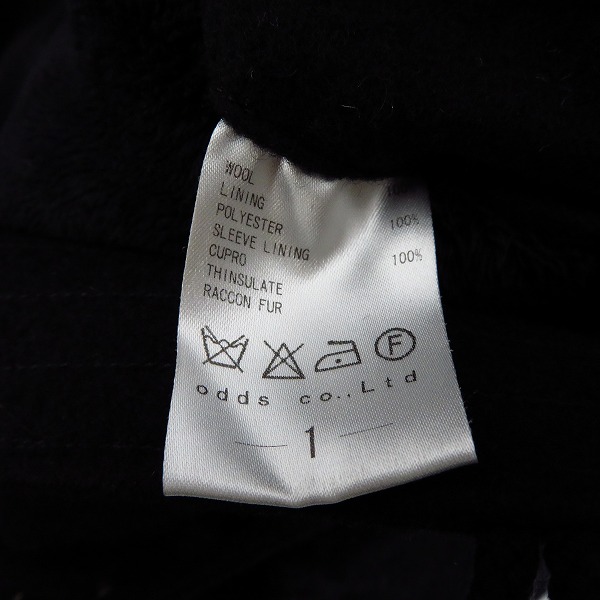 WOOL
LINING
POLYESTER 100%
SLEEVE LINING
CUPRO 100%
THINSULATE
RACCON FUR
F
odds co.,Ltd
1